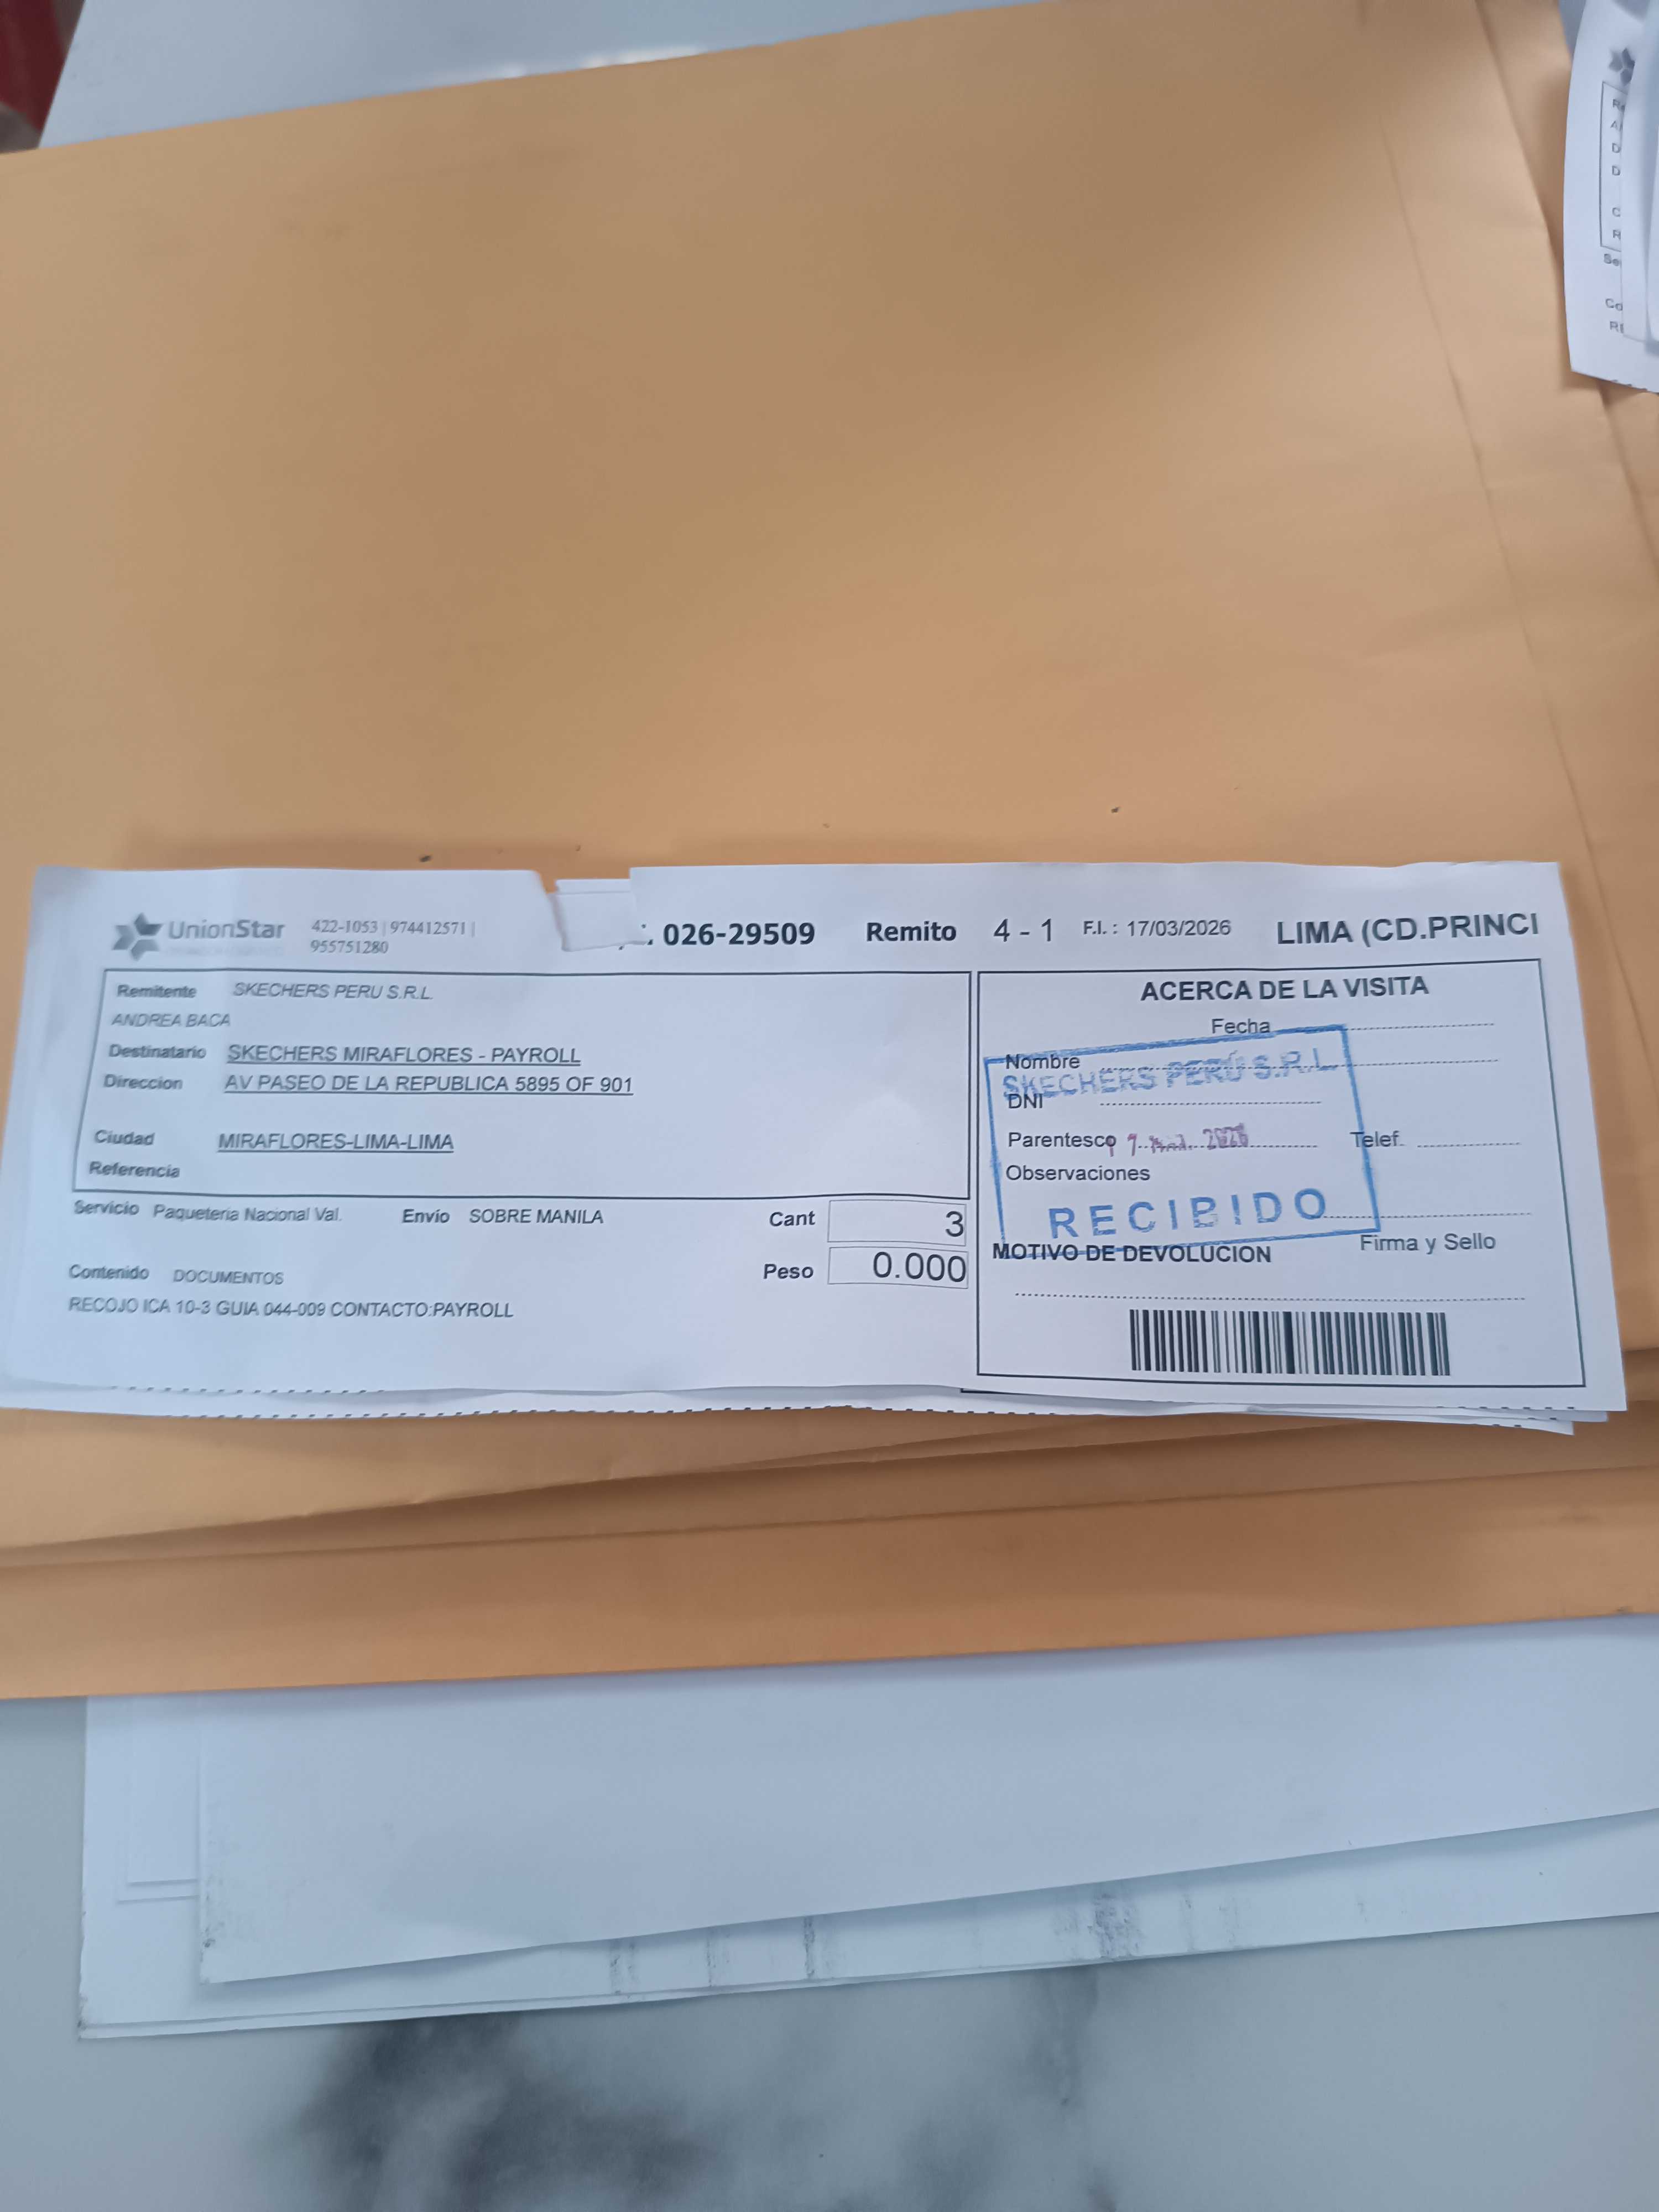 UnionStar 422-1053 | 974412571 |
955751280
026-29509 Remito 4 - 1 F.I. : 17/03/2026 LIMA (CD.PRINCI
Remitente SKECHERS PERU S.R.L.
ANDREA BACA
Destinatario SKECHERS MIRAFLORES - PAYROLL
Direccion AV PASEO DE LA REPUBLICA 5895 OF 901
Ciudad MIRAFLORES-LIMA-LIMA
Referencia
Servicio Paqueteria Nacional Val. Envio SOBRE MANILA Cant 3
Peso 0.000
Contenido DOCUMENTOS
RECOJO ICA 10-3 GUIA 044-009 CONTACTO:PAYROLL
ACERCA DE LA VISITA
Fecha
Nombre
SKECHERS PERÚ S.R.L.
DNI
Parentesco Telef.
Observaciones
RECIBIDO
Firma y Sello
MOTIVO DE DEVOLUCION